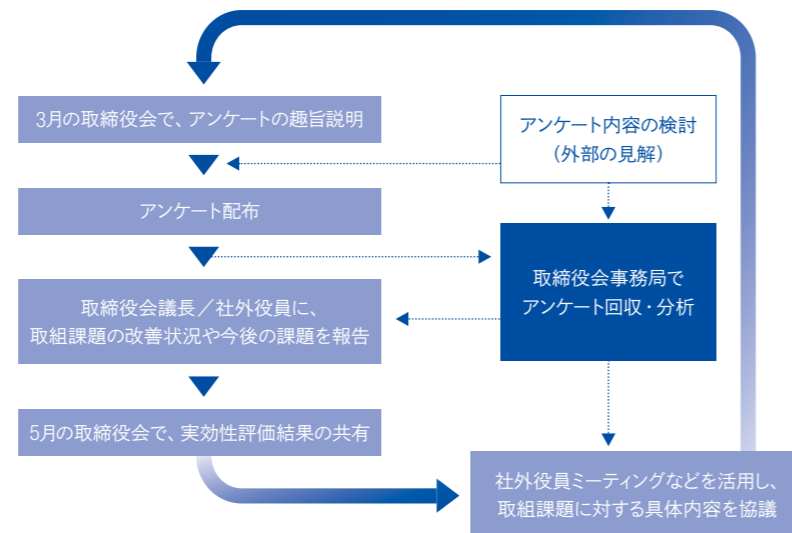 3月の取締役会で、アンケートの趣旨説明
アンケート内容の検討
（外部の見解）
アンケート配布
取締役会事務局で
アンケート回収・分析
取締役会議長／社外役員に、
取組課題の改善状況や今後の課題を報告
5月の取締役会で、実効性評価結果の共有
社外役員ミーティングなどを活用し、
取組課題に対する具体内容を協議